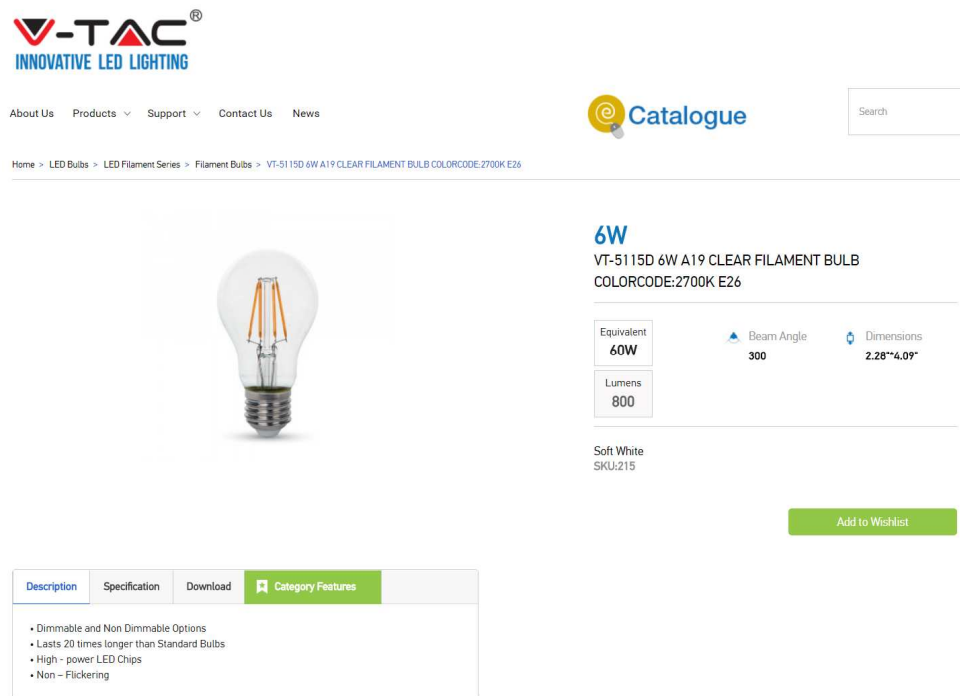 V-TAC®
INNOVATIVE LED LIGHTING
About Us Products Support Contact Us News
Catalogue
Search
Home > LED Bulbs > LED Filament Series > Filament Bulbs > VT-5115D 6W A19 CLEAR FILAMENT BULB COLORCODE:2700K E26
6W
VT-5115D 6W A19 CLEAR FILAMENT BULB
COLORCODE:2700K E26
Equivalent
60W
Beam Angle
300
Dimensions
2.28"*4.09"
Lumens
800
Soft White
SKU:215
Add to Wishlist
Description Specification Download Category Features
• Dimmable and Non Dimmable Options
• Lasts 20 times longer than Standard Bulbs
• High - power LED Chips
• Non – Flickering